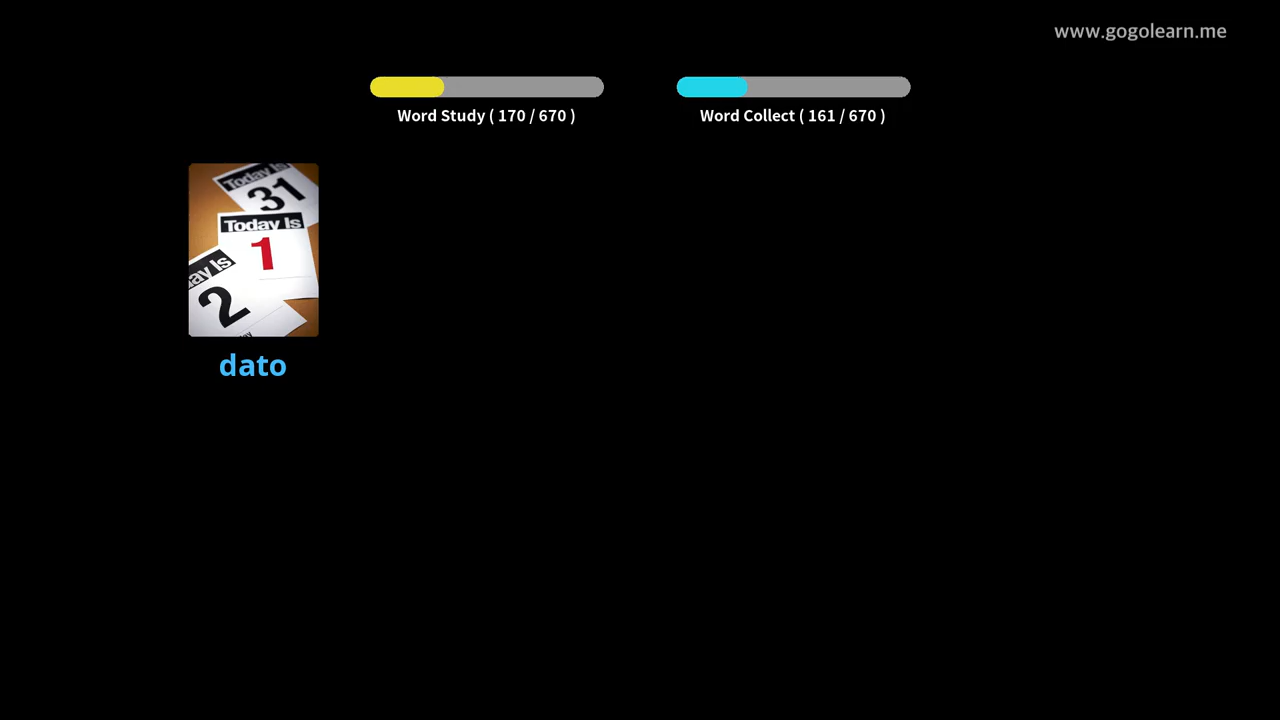 www.gogolearn.me
Word Study ( 170 / 670 )
Word Collect ( 161 / 670 )
Today Is
31
Today Is
1
ay Is
2
dato